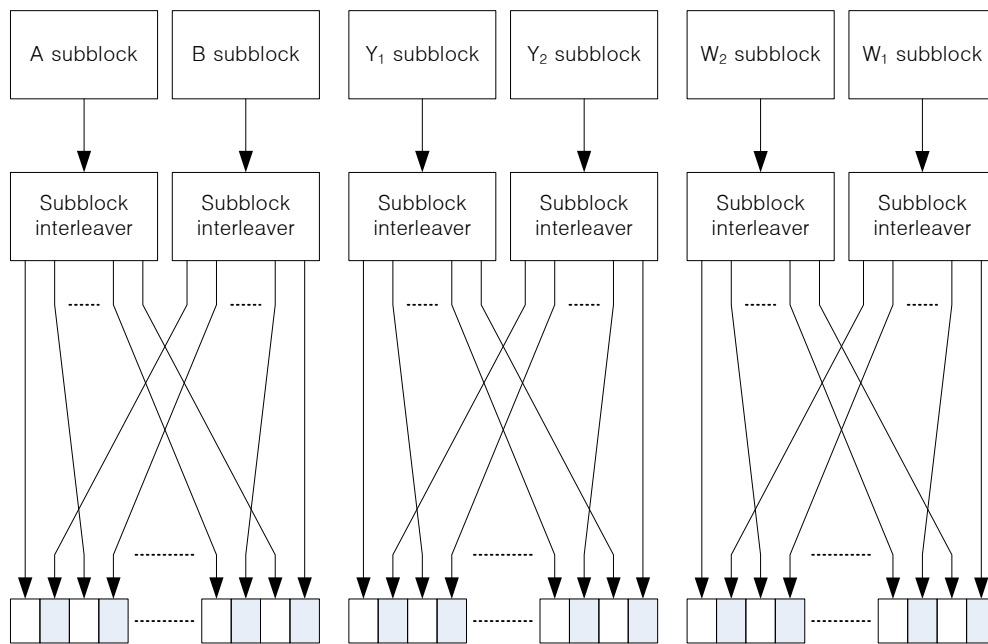 A subblock
B subblock
Y₁ subblock
Y₂ subblock
W₂ subblock
W₁ subblock
Subblock
interleaver
Subblock
interleaver
Subblock
interleaver
Subblock
interleaver
Subblock
interleaver
Subblock
interleaver